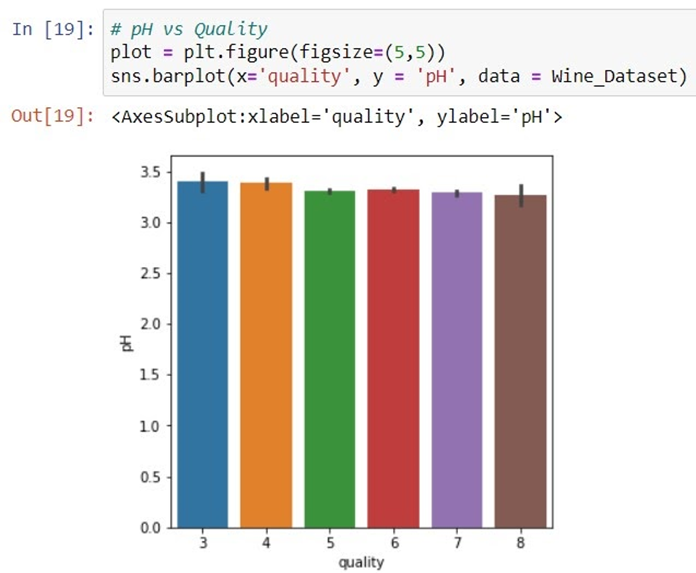 In [19]: # pH vs Quality
plot = plt.figure(figsize=(5,5))
sns.barplot(x='quality', y = 'pH', data = Wine_Dataset)
Out[19]: <AxesSubplot:xlabel='quality', ylabel='pH'>
3.5
3.0
2.5
2.0
1.5
1.0
0.5
0.0
pH
3 4 5 6 7 8
quality